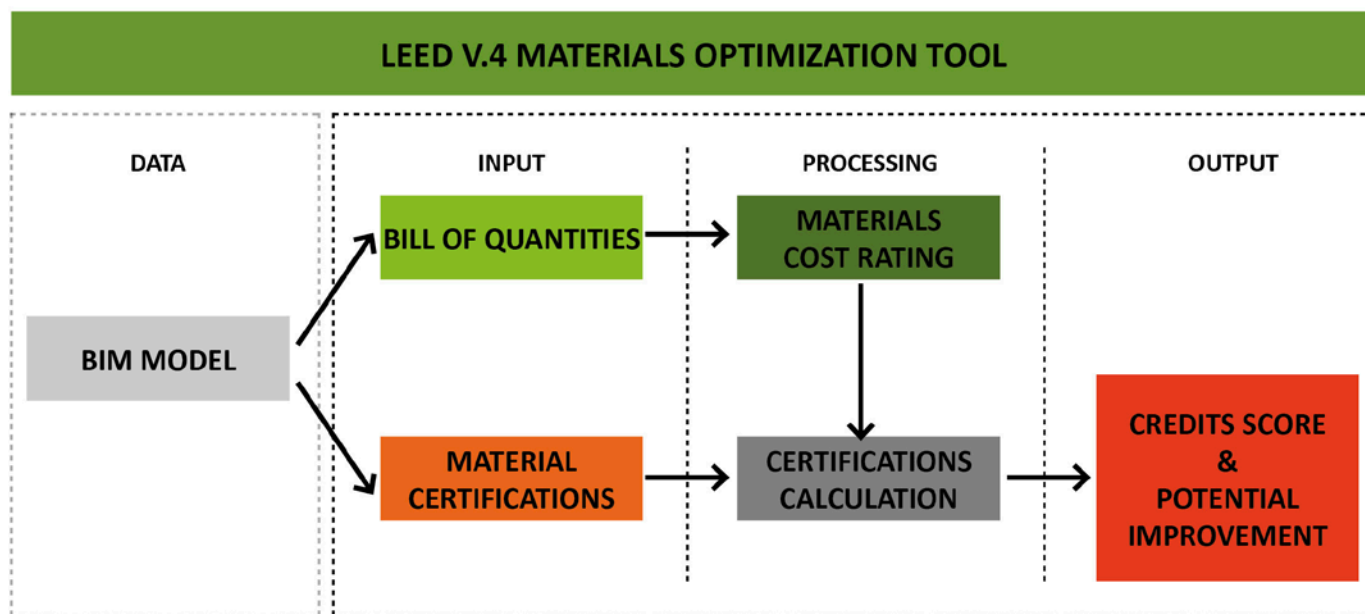 LEED V.4 MATERIALS OPTIMIZATION TOOL
DATA
INPUT
PROCESSING
OUTPUT
BILL OF QUANTITIES
MATERIALS
COST RATING
BIM MODEL
MATERIAL
CERTIFICATIONS
CERTIFICATIONS
CALCULATION
CREDITS SCORE
&
POTENTIAL
IMPROVEMENT